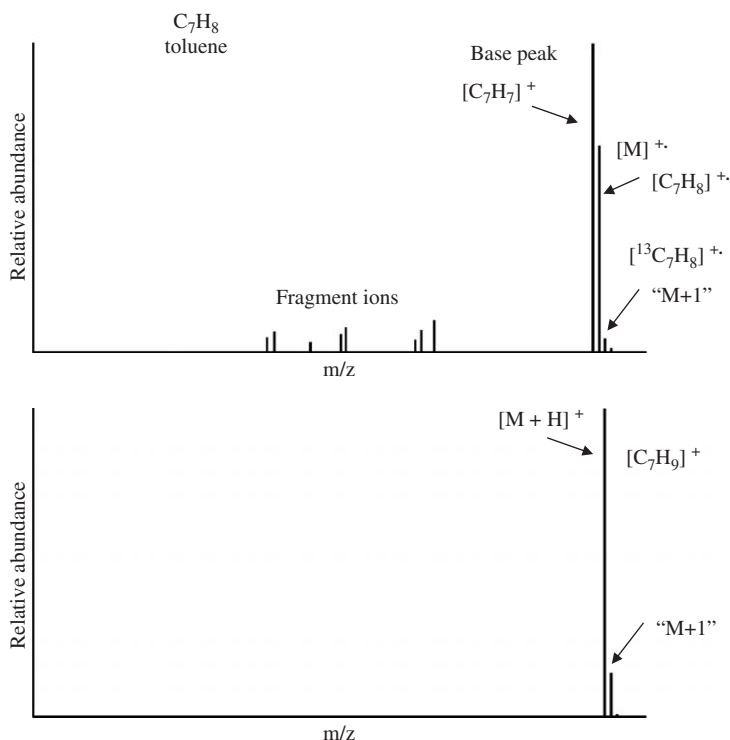 C₇H₈
toluene
Base peak
[C₇H₇]⁺
[M]⁺·
[C₇H₈]⁺·
[¹³C₇H₈]⁺·
Fragment ions
“M+1”
Relative abundance
m/z
[M + H]⁺
[C₇H₉]⁺
Relative abundance
“M+1”
m/z